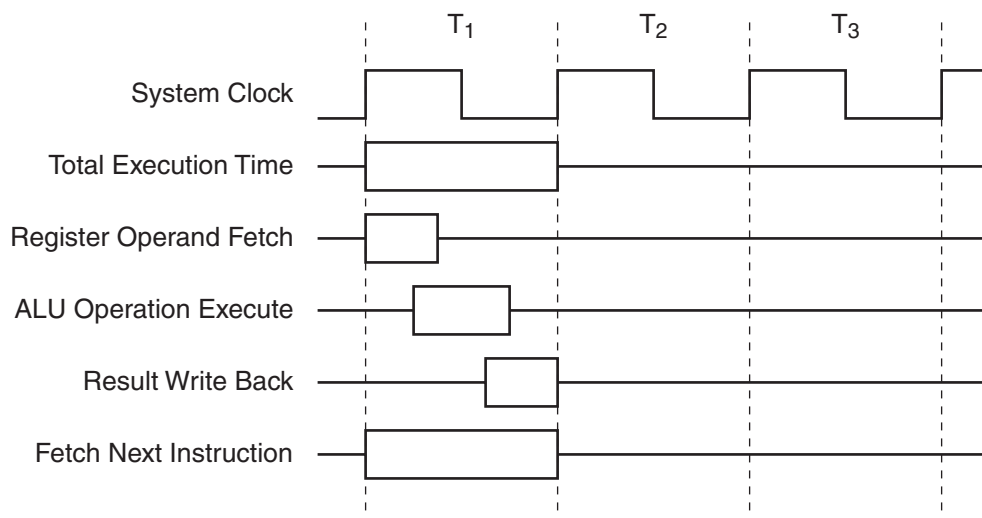 T1 T2 T3
System Clock
Total Execution Time
Register Operand Fetch
ALU Operation Execute
Result Write Back
Fetch Next Instruction